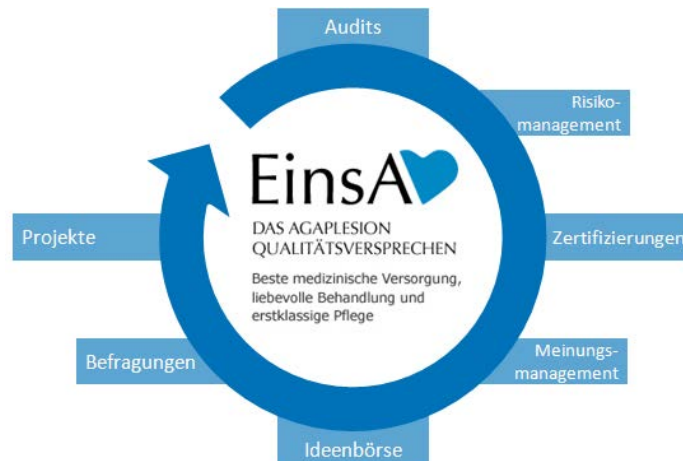 Audits
Risiko-
management
Zertifizierungen
Meinungs-
management
Ideenbörse
Befragungen
Projekte
EinsA
DAS AGAPLESION
QUALITÄTSVERSPRECHEN
Beste medizinische Versorgung,
liebevolle Behandlung und
erstklassige Pflege